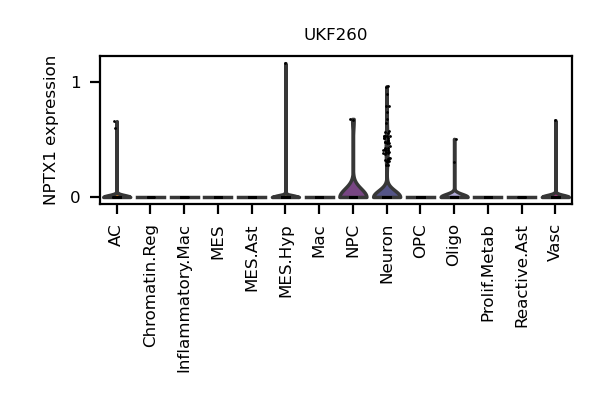 UKF260
NPTX1 expression
1
0
AC
Chromatin.Reg
Inflammatory.Mac
MES
MES.Ast
MES.Hyp
Mac
NPC
Neuron
OPC
Oligo
Prolif.Metab
Reactive.Ast
Vasc